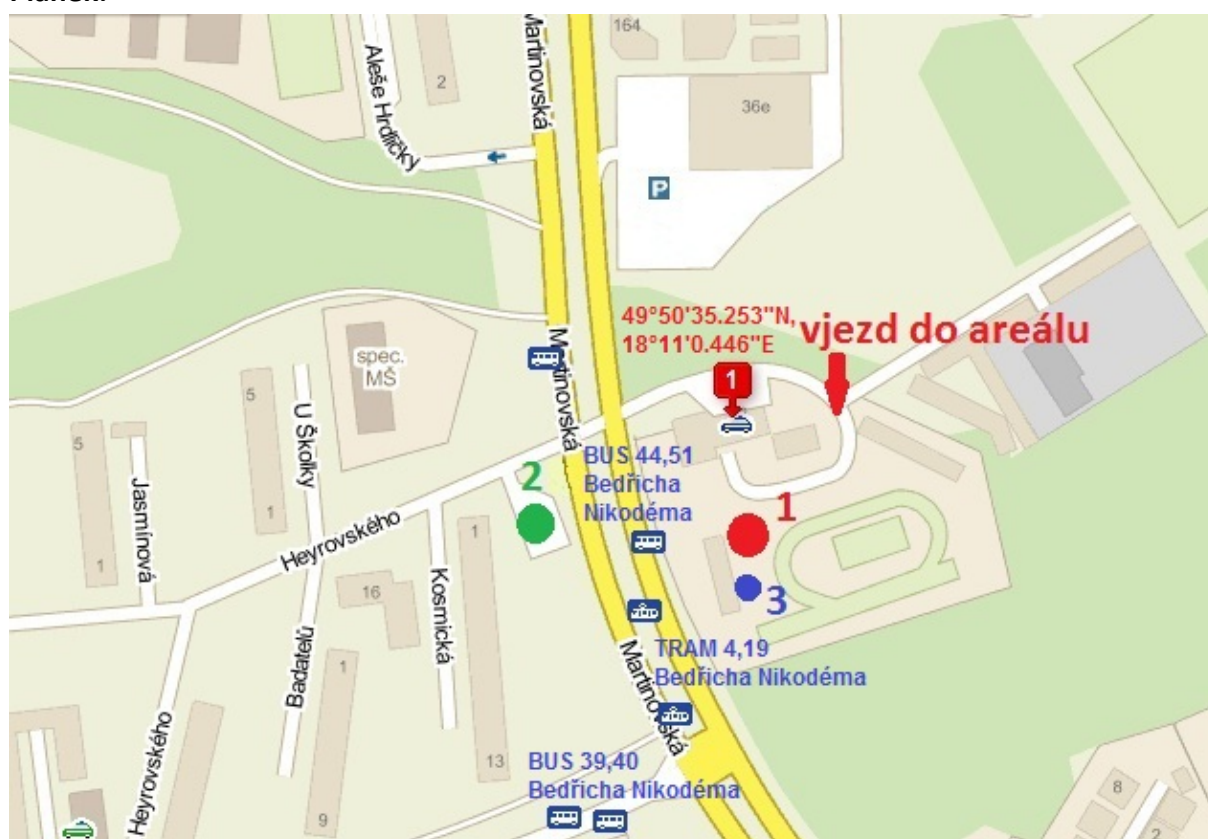 Martinovská
164
Aleše Hrdličky
2
36e
P
49°50'35.253"N,
18°11'0.446"E
vjezd do areálu
1
spec.
MŠ
Martinovská
5
U Školky
5
BUS 44,51
Bedřicha
Nikodéma
2
1
Jasmínová
1
1
1
Heyrovského
16
Kosmická
3
1
TRAM 4,19
Bedřicha Nikodéma
Badatelů
Martinovská
Heyrovského
13
BUS 39,40
Bedřicha Nikodéma
8
9
2